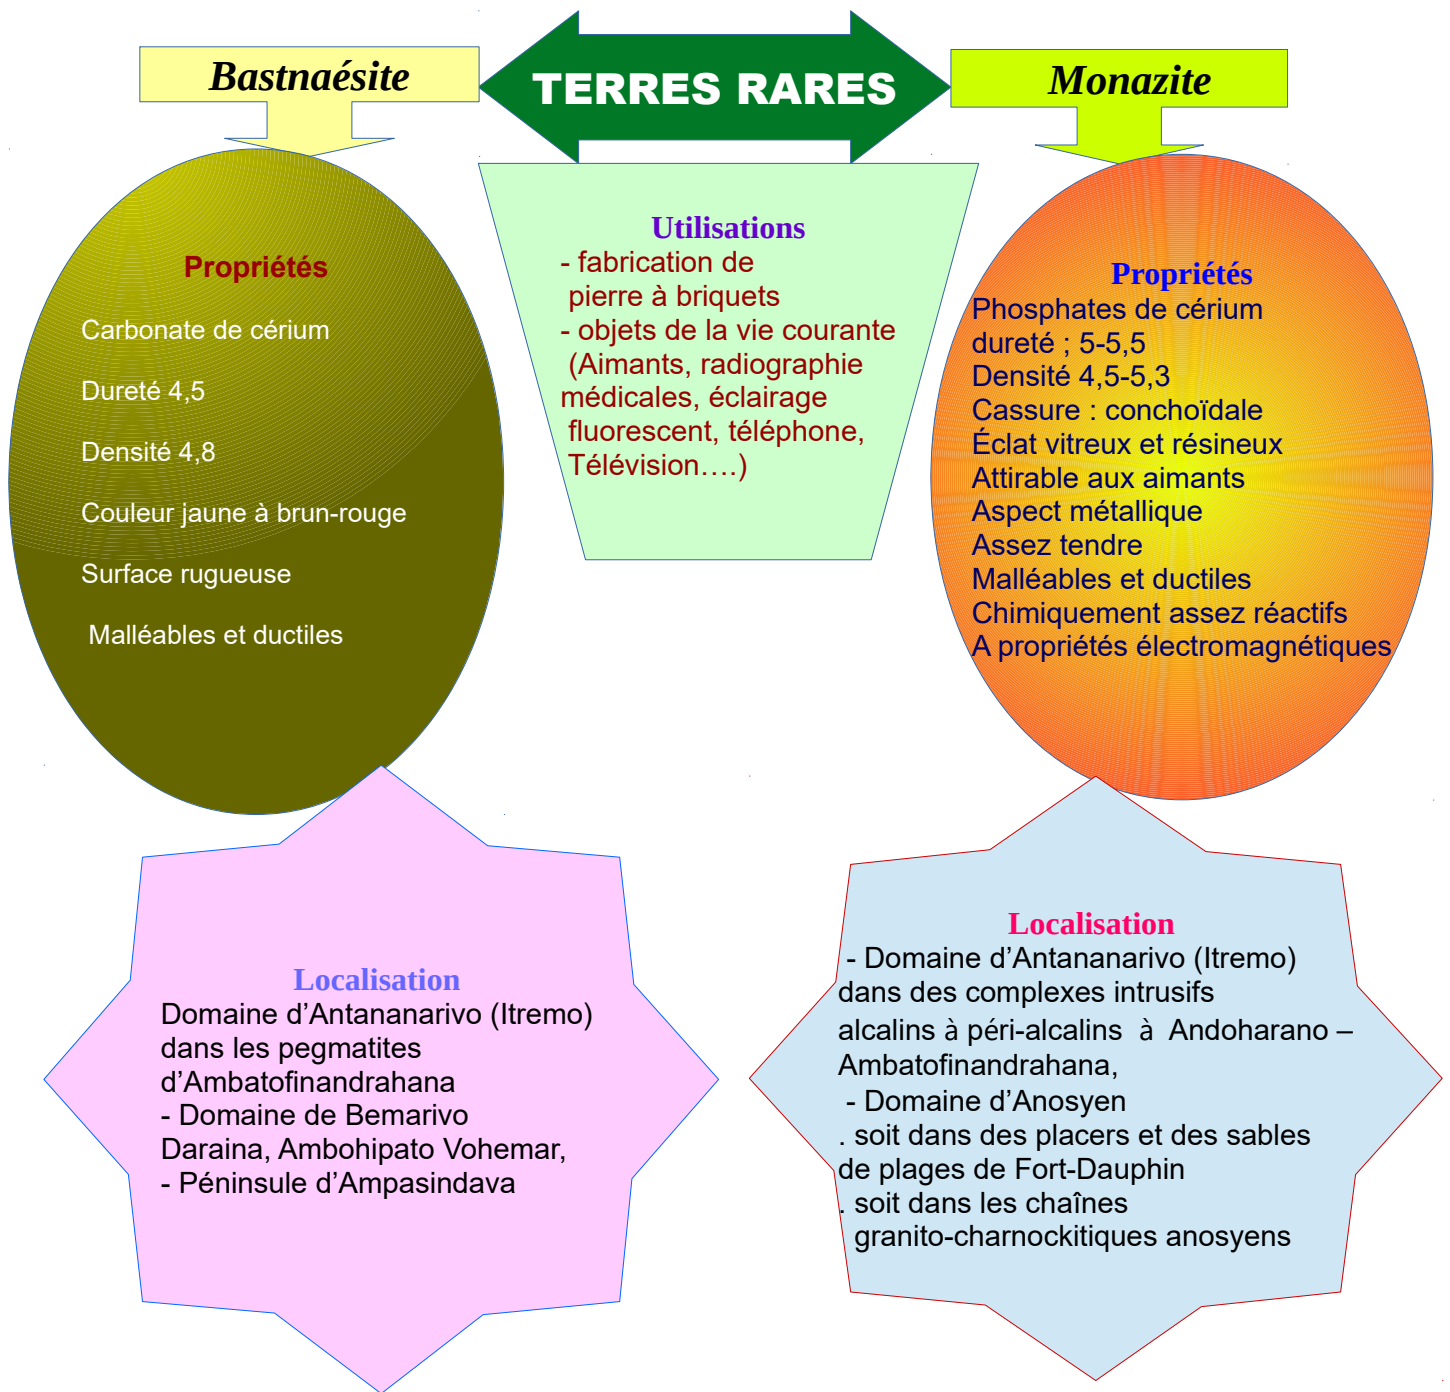 Bastnaésite
TERRES RARES
Monazite
Propriétés
Carbonate de cérium
Dureté 4,5
Densité 4,8
Couleur jaune à brun-rouge
Surface rugueuse
Malléables et ductiles
Utilisations
- fabrication de
pierre à briquets
- objets de la vie courante
(Aimants, radiographie
médicales, éclairage
fluorescent, téléphone,
Télévision….)
Propriétés
Phosphates de cérium
dureté ; 5-5,5
Densité 4,5-5,3
Cassure : conchoïdale
Éclat vitreux et résineux
Attirable aux aimants
Aspect métallique
Assez tendre
Malléables et ductiles
Chimiquement assez réactifs
A propriétés électromagnétiques
Localisation
Domaine d’Antananarivo (Itremo)
dans les pegmatites
d’Ambatofinandrahana
- Domaine de Bemarivo
Daraina, Ambohipato Vohemar,
- Péninsule d’Ampasindava
Localisation
- Domaine d’Antananarivo (Itremo)
dans des complexes intrusifs
alcalins à péri-alcalins à Andoharano –
Ambatofinandrahana,
- Domaine d’Anosyen
. soit dans des placers et des sables
de plages de Fort-Dauphin
. soit dans les chaînes
granito-charnockitiques anosyens